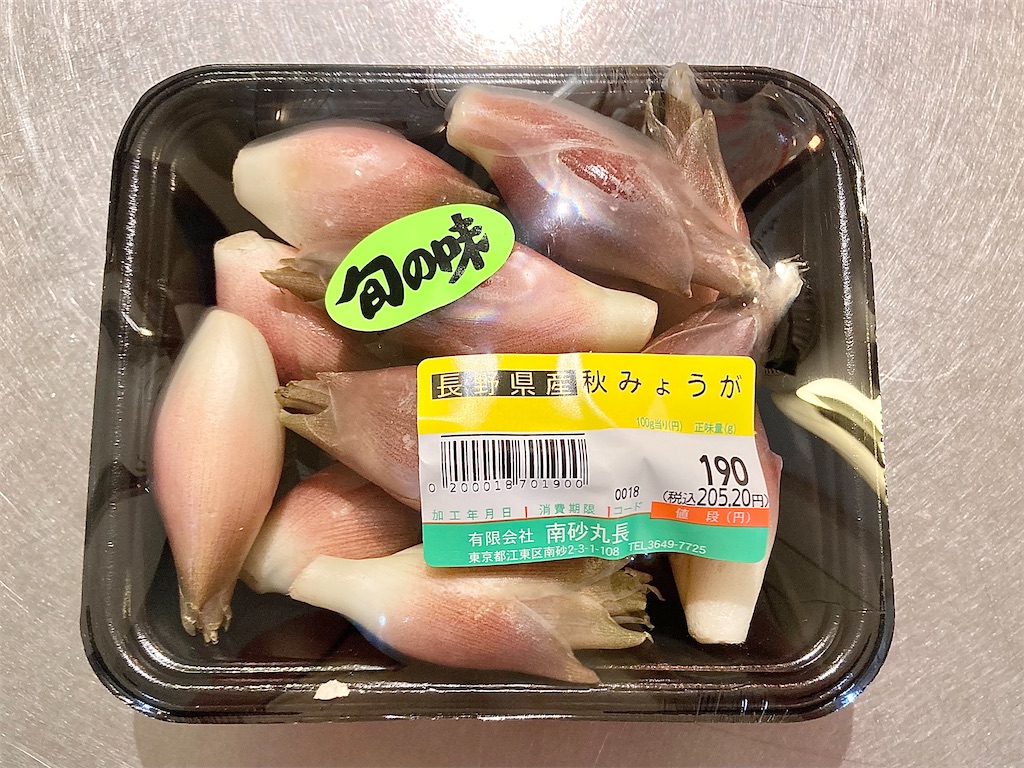 旬の味
長野県産秋みょうが
100g当り(円) 正味量(g)
0 200018 701900
190
0018
(税込205.20円)
加工年月日 消費期限 コード
値段(円)
有限会社 南砂丸長
東京都江東区南砂2-3-1-108 TEL3649-7725